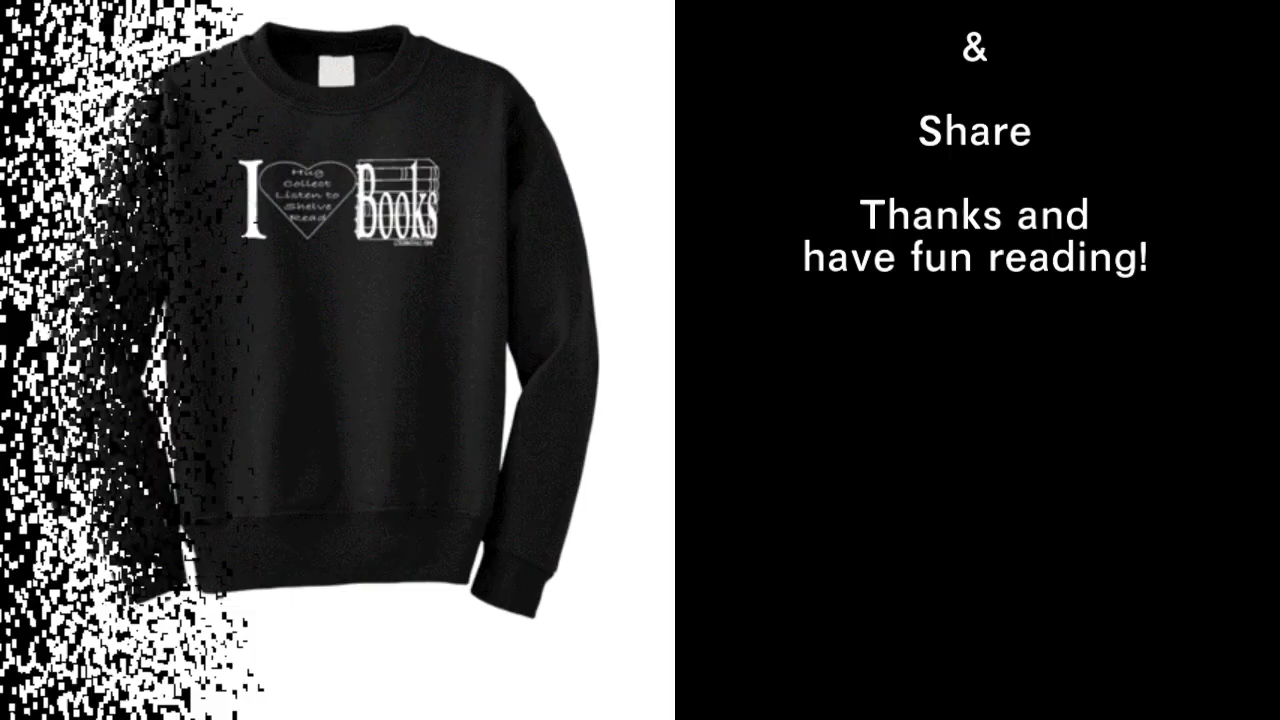 I
Hug
Collect
Listen to
Shelve
Read
Books
&
Share
Thanks and
have fun reading!